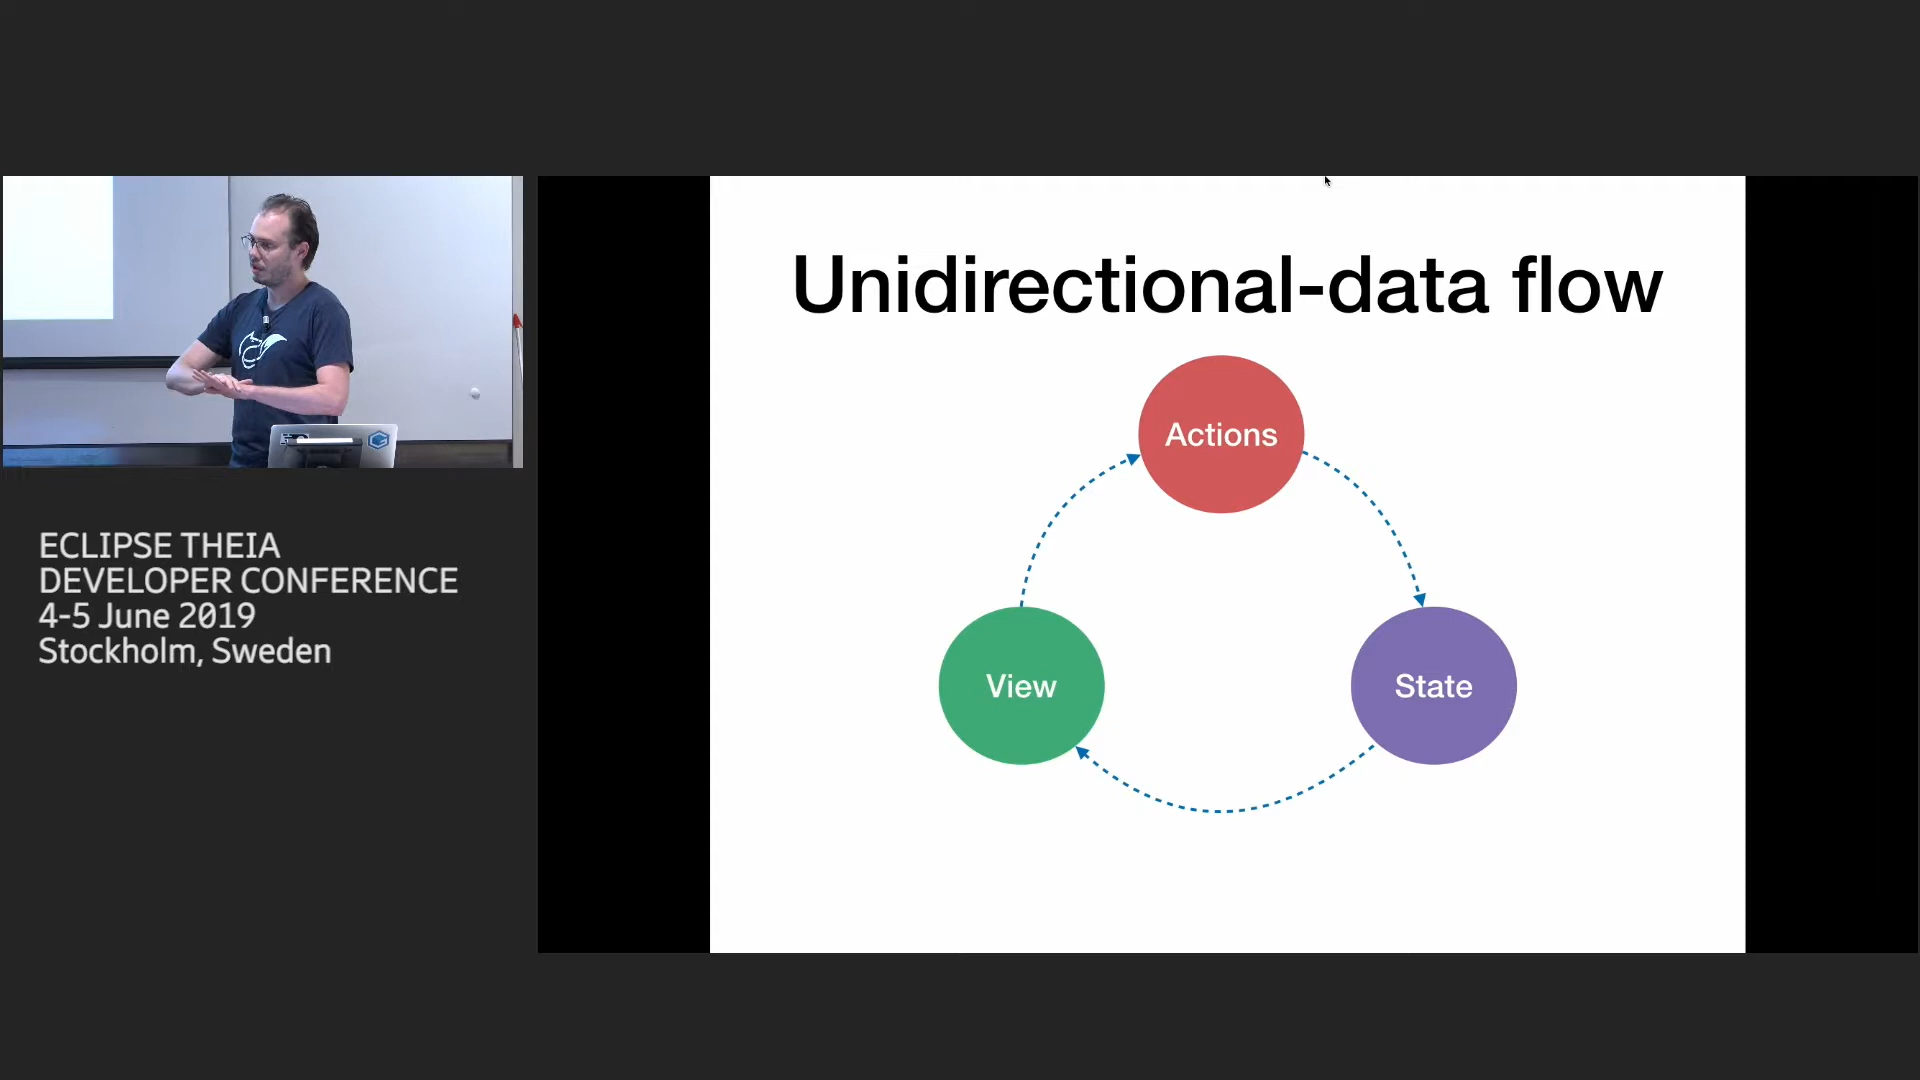 ECLIPSE THEIA
DEVELOPER CONFERENCE
4-5 June 2019
Stockholm, Sweden
Unidirectional-data flow
Actions
View
State